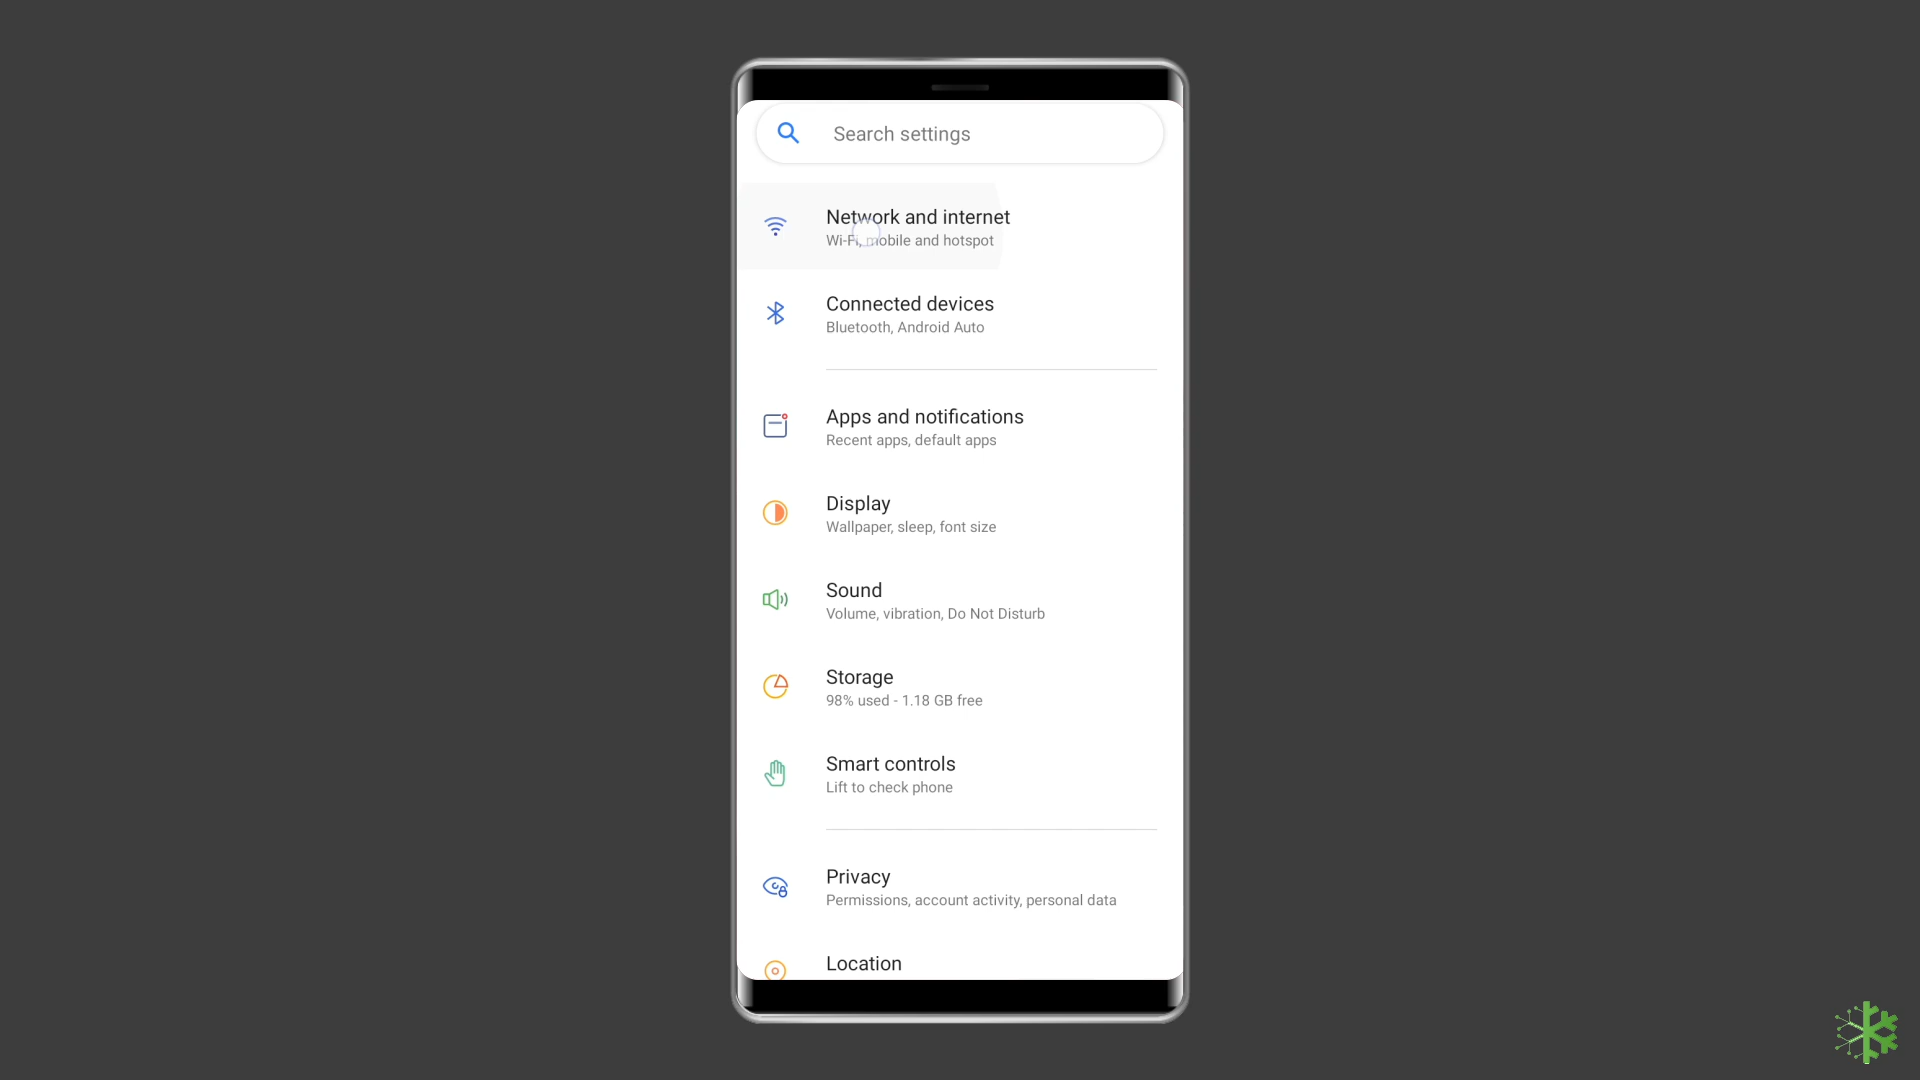 Search settings
Network and internet
Wi-Fi, mobile and hotspot
Connected devices
Bluetooth, Android Auto
Apps and notifications
Recent apps, default apps
Display
Wallpaper, sleep, font size
Sound
Volume, vibration, Do Not Disturb
Storage
98% used - 1.18 GB free
Smart controls
Lift to check phone
Privacy
Permissions, account activity, personal data
Location